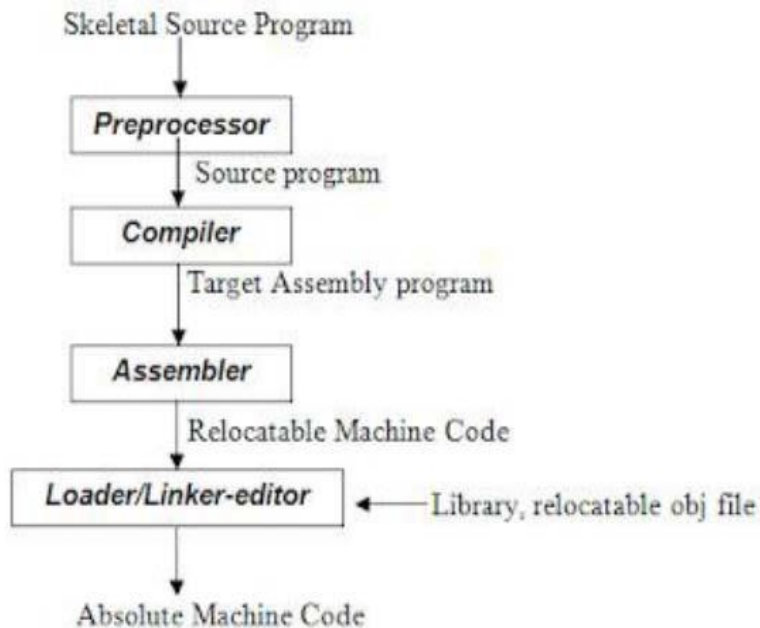 Skeletal Source Program
Preprocessor
Source program
Compiler
Target Assembly program
Assembler
Relocatable Machine Code
Loader/Linker-editor
Library, relocatable obj file
Absolute Machine Code